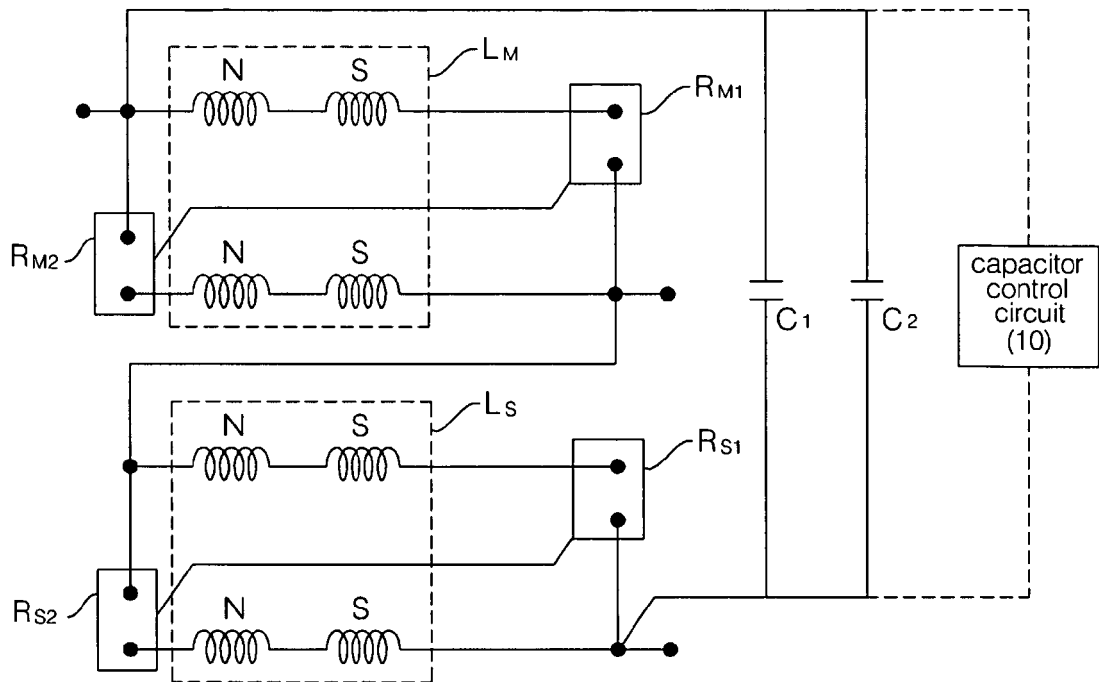 N S LM
RM1
RM2
N S
capacitor
control
circuit
(10)
C1 C2
N S LS
RS1
RS2
N S